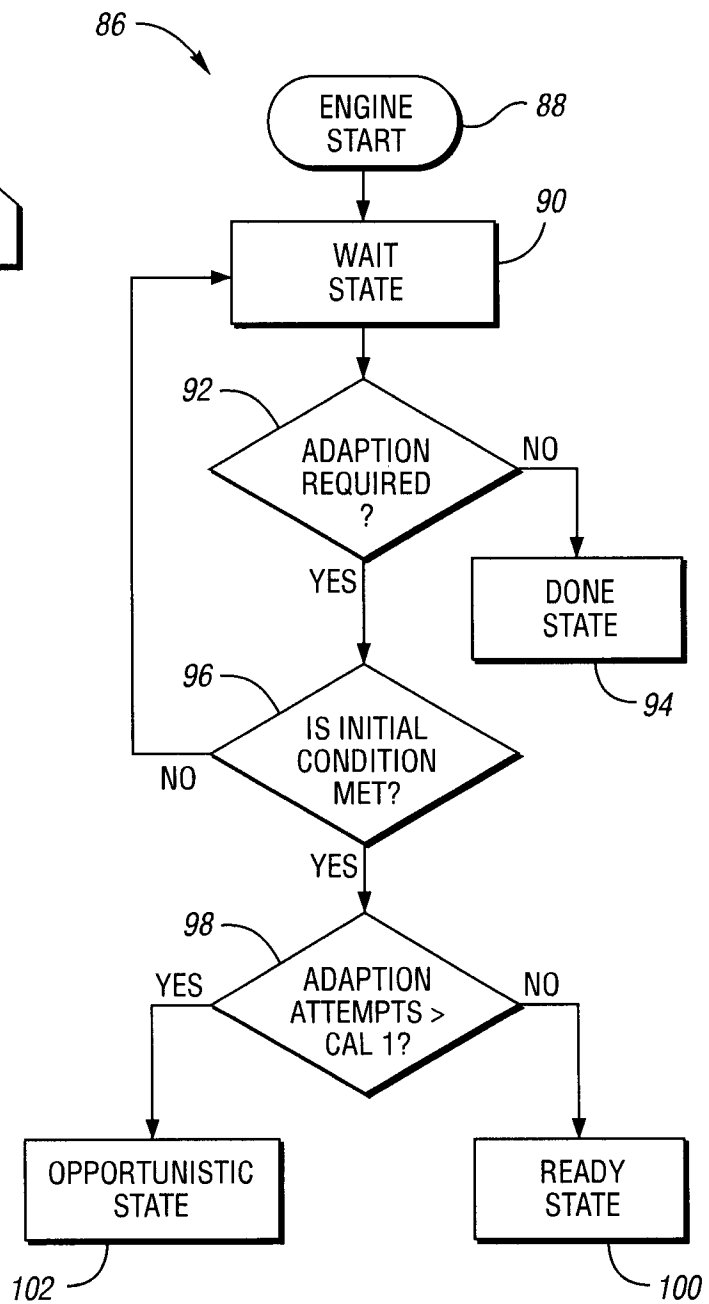 86
ENGINE
START
88
90
WAIT
STATE
92
ADAPTION
REQUIRED
?
NO
YES
DONE
STATE
94
96
IS INITIAL
CONDITION
MET?
NO
YES
98
YES
ADAPTION
ATTEMPTS >
CAL 1?
NO
OPPORTUNISTIC
STATE
READY
STATE
102
100